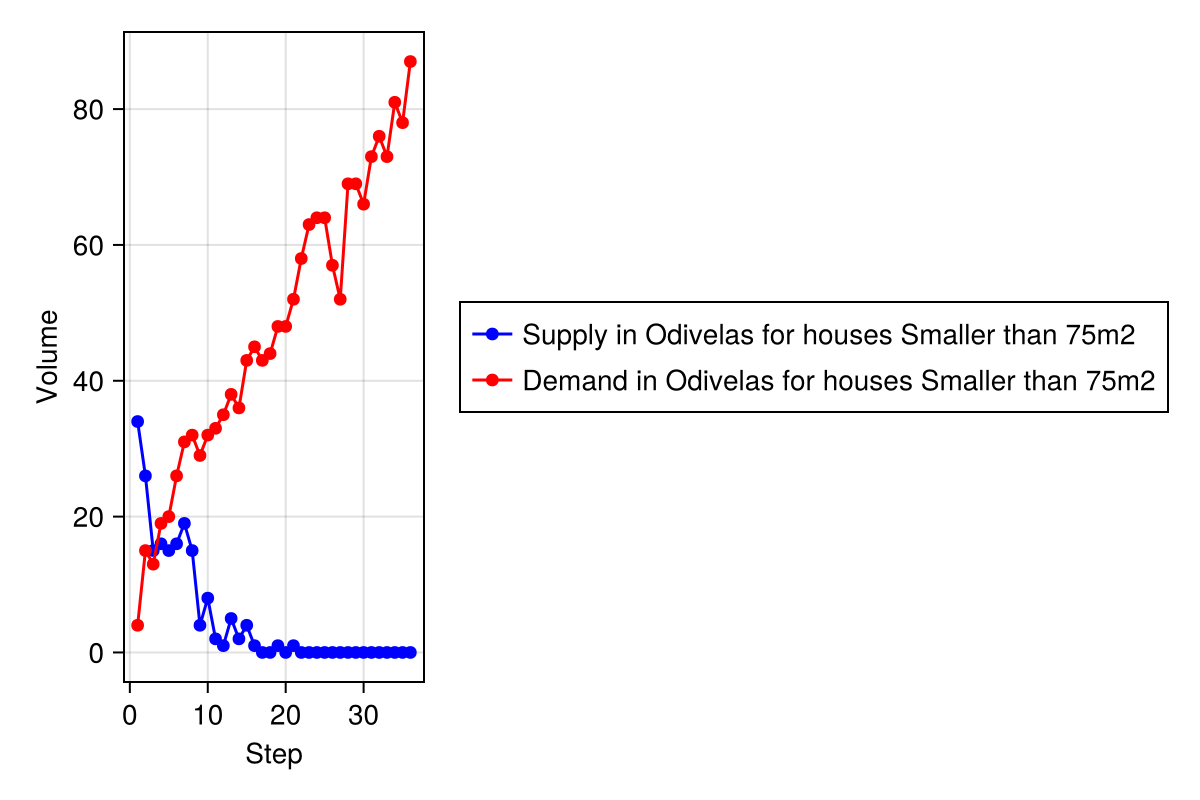 80
60
40
20
0
Volume
0 10 20 30
Step
Supply in Odivelas for houses Smaller than 75m2
Demand in Odivelas for houses Smaller than 75m2